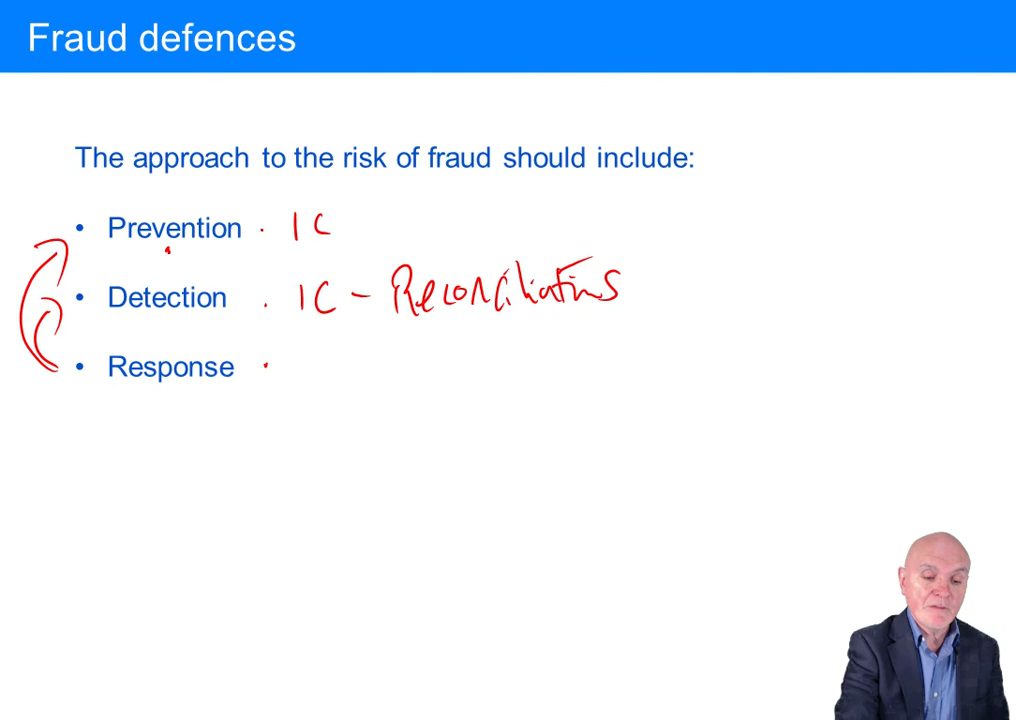 Fraud defences
The approach to the risk of fraud should include:
• Prevention IC
• Detection IC - Reconciliations
• Response